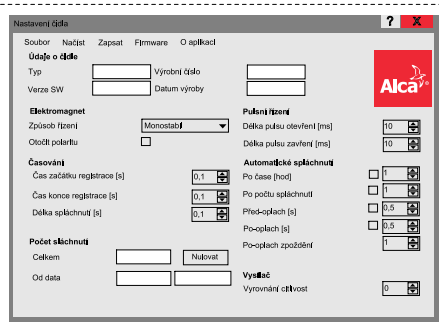 Nastavení čidla ? X
Soubor Načíst Zapsat Firmware O aplikaci
Údaje o čidle
Typ Výrobní číslo
Verze SW Datum výroby
Alca
Elektromagnet
Způsob řízení Monostabil
Otočit polaritu
Pulsní řízení
Délka pulsu otevření [ms] 10
Délka pulsu zavření [ms] 10
Časování
Čas začátku registrace [s] 0,1
Čas konce registrace [s] 0,1
Délka spláchnutí [s] 0,1
Automatické spláchnutí
Po čase [hod] 1
Po počtu spláchnutí 1
Před-oplach [s] 0,5
Po-oplach [s] 0,5
Po-oplach zpoždění 1
Počet sláchnutí
Celkem Nulovat
Od data
Vysílač
Vyrovnání citlivost 0